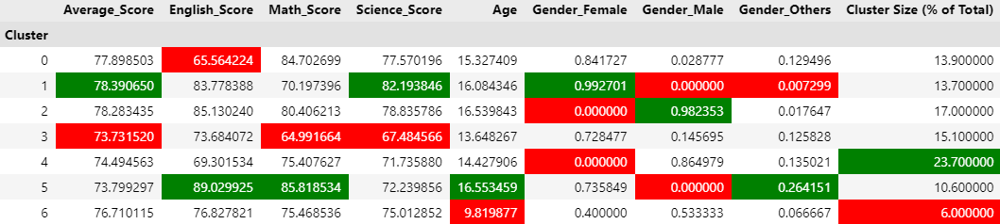 Average_Score English_Score Math_Score Science_Score Age Gender_Female Gender_Male Gender_Others Cluster Size (% of Total)
Cluster
0 77.898503 65.564224 84.702699 77.570196 15.327409 0.841727 0.028777 0.129496 13.900000
1 78.390650 83.778388 70.197396 82.193846 16.084346 0.992701 0.000000 0.007299 13.700000
2 78.283435 85.130240 80.406213 78.835786 16.539843 0.000000 0.982353 0.017647 17.000000
3 73.731520 73.684072 64.991664 67.484566 13.648267 0.728477 0.145695 0.125828 15.100000
4 74.494563 69.301534 75.407627 71.735880 14.427906 0.000000 0.864979 0.135021 23.700000
5 73.799297 89.029925 85.818534 72.239856 16.553459 0.735849 0.000000 0.264151 10.600000
6 76.710115 76.827821 75.468536 75.012852 9.819877 0.400000 0.533333 0.066667 6.000000